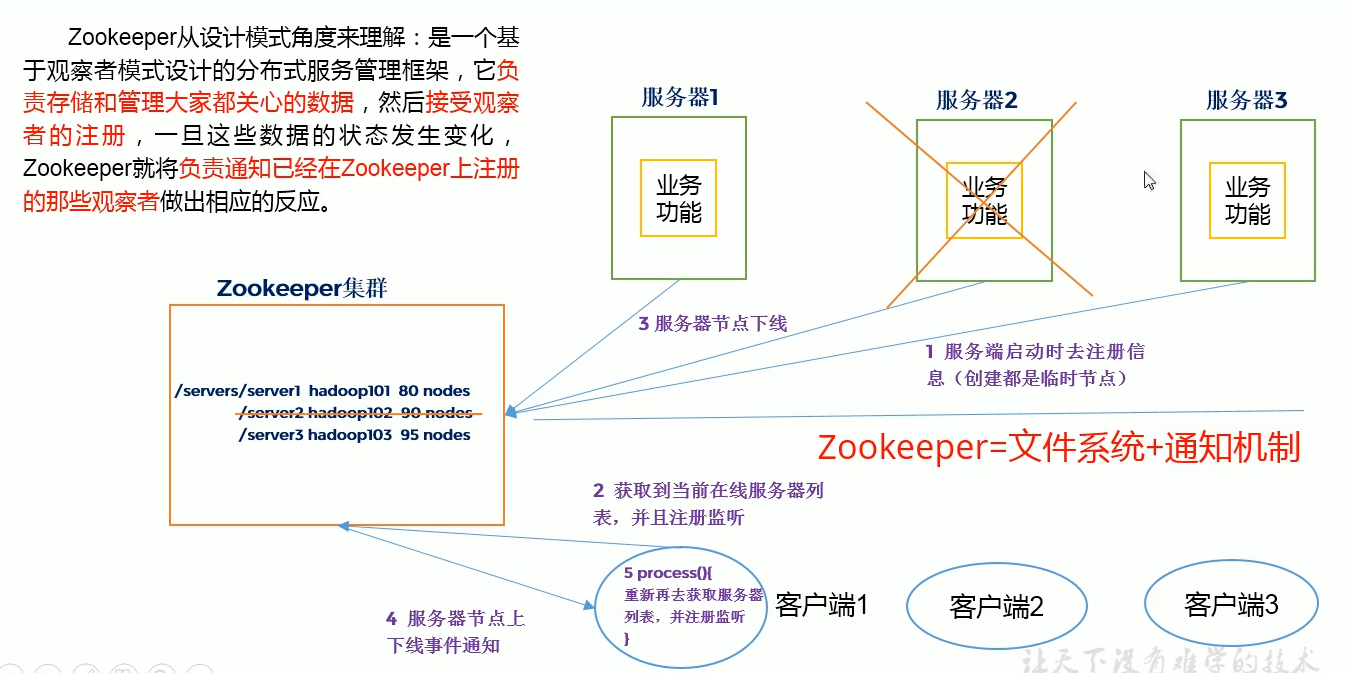 Zookeeper从设计模式角度来理解：是一个基
于观察者模式设计的分布式服务管理框架，它负
责存储和管理大家都关心的数据，然后接受观察
者的注册，一旦这些数据的状态发生变化，
Zookeeper就将负责通知已经在Zookeeper上注册
的那些观察者做出相应的反应。
服务器1
服务器2
服务器3
业务
功能
业务
功能
业务
功能
Zookeeper集群
/servers/server1 hadoop101 80 nodes
/server2 hadoop102 90 nodes
/server3 hadoop103 95 nodes
3 服务器节点下线
1 服务端启动时去注册信
息（创建都是临时节点）
Zookeeper=文件系统+通知机制
2 获取到当前在线服务器列
表，并且注册监听
4 服务器节点上
下线事件通知
5 process(){
重新再去获取服务器
列表，并注册监听
}
客户端1
客户端2
客户端3
让天下没有难学的技术